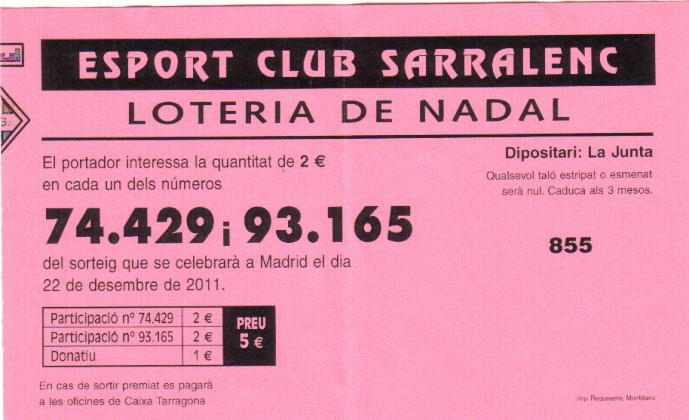 ESPORT CLUB SARRALENC
LOTERIA DE NADAL
El portador interessa la quantitat de 2 €
en cada un dels números
74.429 i 93.165
del sorteig que se celebrarà a Madrid el dia
22 de desembre de 2011.
Dipositari: La Junta
Qualsevol taló estripat o esmenat
serà nul. Caduca als 3 mesos.
855
Participació nº 74.429 2 €
Participació nº 93.165 2 €
Donatiu 1 €
PREU
5 €
En cas de sortir premiat es pagarà
a les oficines de Caixa Tarragona
Imp. Requesens, Montblanc